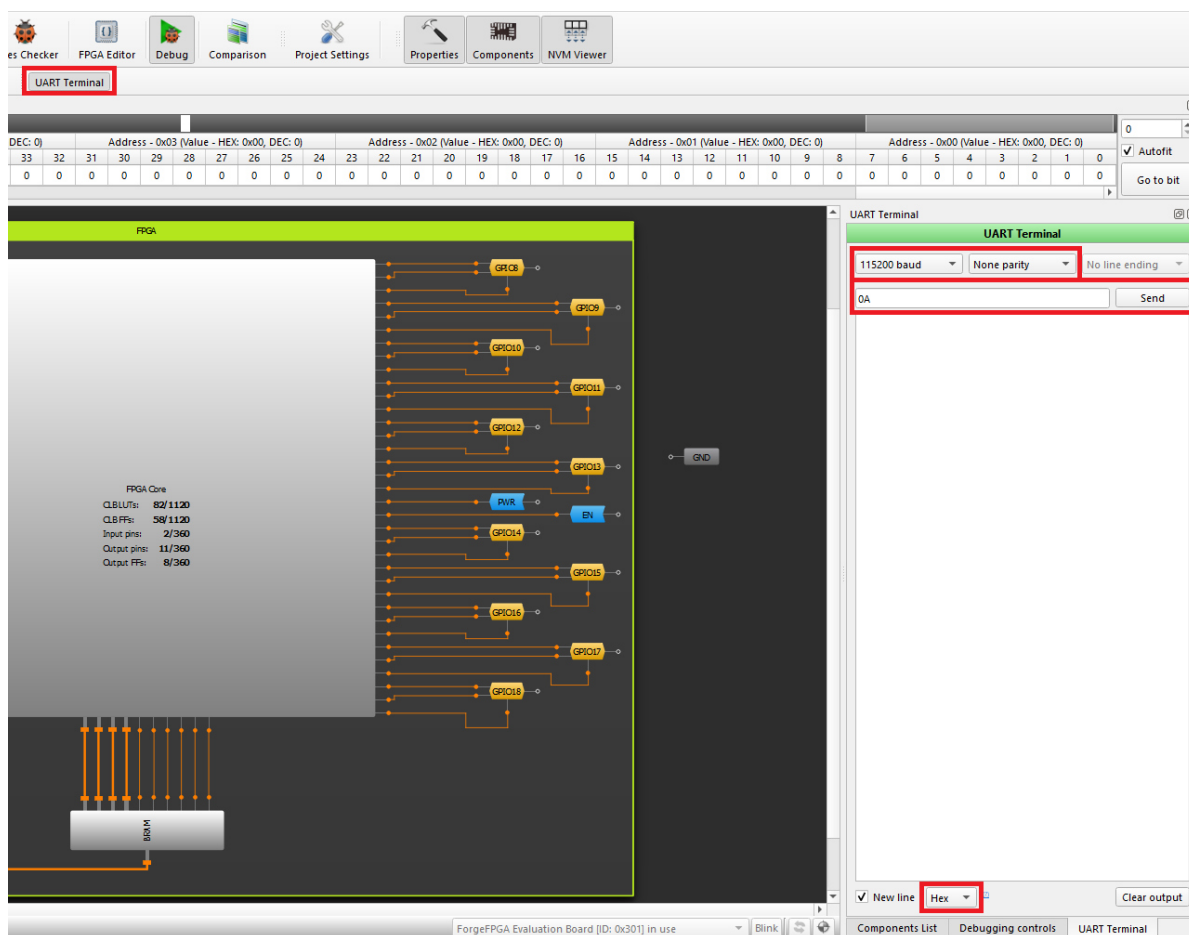 es Checker FPGA Editor Debug Comparison Project Settings Properties Components NVM Viewer
UART Terminal
DEC: 0) Address - 0x03 (Value - HEX: 0x00, DEC: 0) Address - 0x02 (Value - HEX: 0x00, DEC: 0) Address - 0x01 (Value - HEX: 0x00, DEC: 0) Address - 0x00 (Value - HEX: 0x00, DEC: 0) 0
33 32 31 30 29 28 27 26 25 24 23 22 21 20 19 18 17 16 15 14 13 12 11 10 9 8 7 6 5 4 3 2 1 0 Autofit
0 0 0 0 0 0 0 0 0 0 0 0 0 0 0 0 0 0 0 0 0 0 0 0 0 0 0 0 0 0 0 0 0 0 Go to bit
FPGA
GPIO8
GPIO9
GPIO10
GPIO11
GPIO12
GPIO13
PWR
EN
GPIO14
GPIO15
GPIO16
GPIO17
GPIO18
GND
FPGA Core
CLB LUTs: 82/1120
CLB FFs: 58/1120
Input pins: 2/360
Output pins: 11/360
Output FFs: 8/360
BRAM
UART Terminal
UART Terminal
115200 baud None parity No line ending
0A Send
New line Hex Clear output
ForgeFPGA Evaluation Board [ID: 0x301] in use Blink
Components List Debugging controls UART Terminal